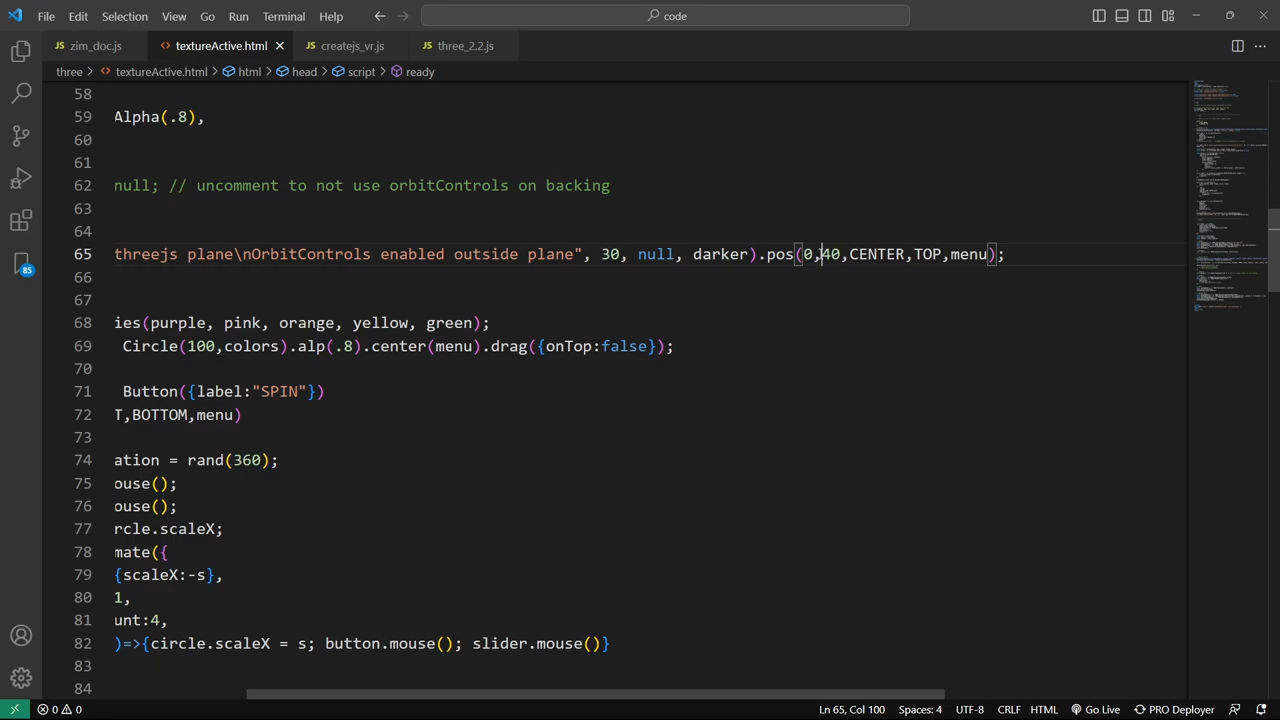 File Edit Selection View Go Run Terminal Help
code
JS zim_doc.js <> textureActive.html JS createjs_vr.js JS three_2.2.js
three > <> textureActive.html > html > head > script > ready
58
59 Alpha(.8),
60
61
62 null; // uncomment to not use orbitControls on backing
63
64
65 threejs plane\nOrbitControls enabled outside plane", 30, null, darker).pos(0,40,CENTER,TOP,menu);
66
67
68 ies(purple, pink, orange, yellow, green);
69 Circle(100,colors).alp(.8).center(menu).drag({onTop:false});
70
71 Button({label:"SPIN"})
72 T,BOTTOM,menu)
73
74 ation = rand(360);
75 ouse();
76 ouse();
77 rcle.scaleX;
78 mate({
79 {scaleX:-s},
80 1,
81 unt:4,
82 )=>{circle.scaleX = s; button.mouse(); slider.mouse()}
83
84
85
0 0 Ln 65, Col 100 Spaces: 4 UTF-8 CRLF HTML Go Live PRO Deployer